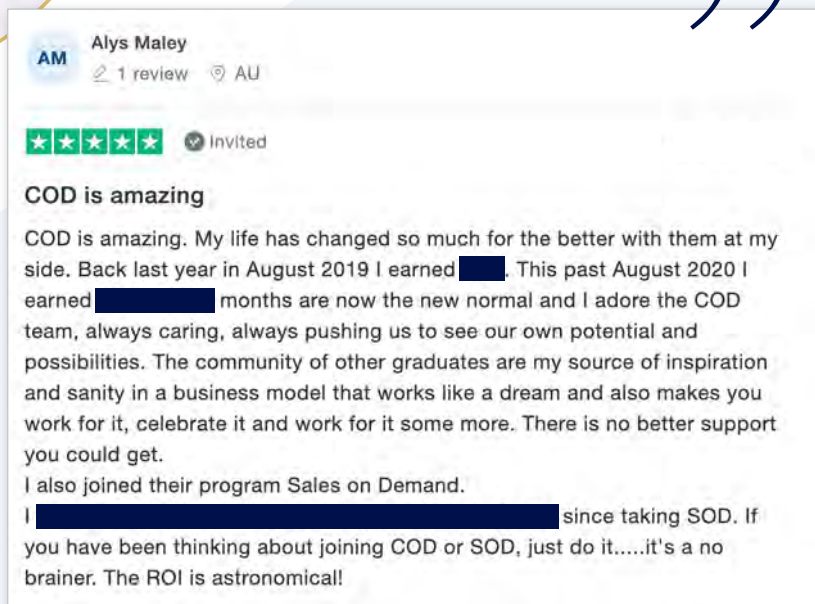 AM
Alys Maley
1 review AU
Invited
COD is amazing
COD is amazing. My life has changed so much for the better with them at my
side. Back last year in August 2019 I earned . This past August 2020 I
earned months are now the new normal and I adore the COD
team, always caring, always pushing us to see our own potential and
possibilities. The community of other graduates are my source of inspiration
and sanity in a business model that works like a dream and also makes you
work for it, celebrate it and work for it some more. There is no better support
you could get.
I also joined their program Sales on Demand.
I since taking SOD. If
you have been thinking about joining COD or SOD, just do it.....it's a no
brainer. The ROI is astronomical!